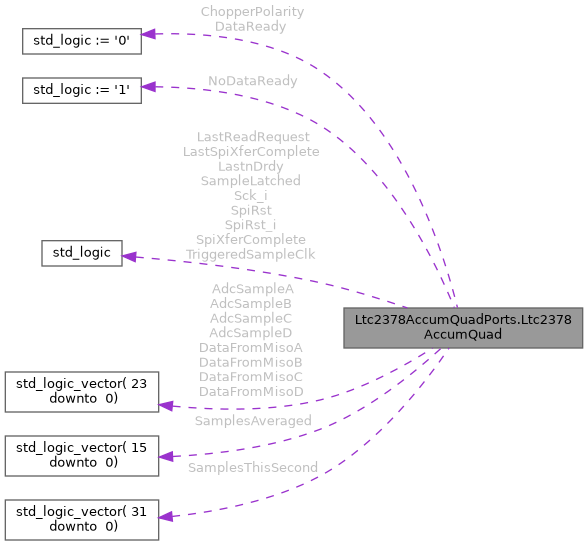 ChopperPolarity
DataReady
std_logic := '0'
NoDataReady
std_logic := '1'
LastReadRequest
LastSpiXferComplete
LastnDrdy
SampleLatched
Sck_i
SpiRst
SpiRst_i
SpiXferComplete
TriggeredSampleClk
std_logic
AdcSampleA
AdcSampleB
AdcSampleC
AdcSampleD
DataFromMisoA
DataFromMisoB
DataFromMisoC
DataFromMisoD
Ltc2378AccumQuadPorts.Ltc2378
AccumQuad
std_logic_vector( 23
downto 0)
SamplesAveraged
std_logic_vector( 15
downto 0)
SamplesThisSecond
std_logic_vector( 31
downto 0)